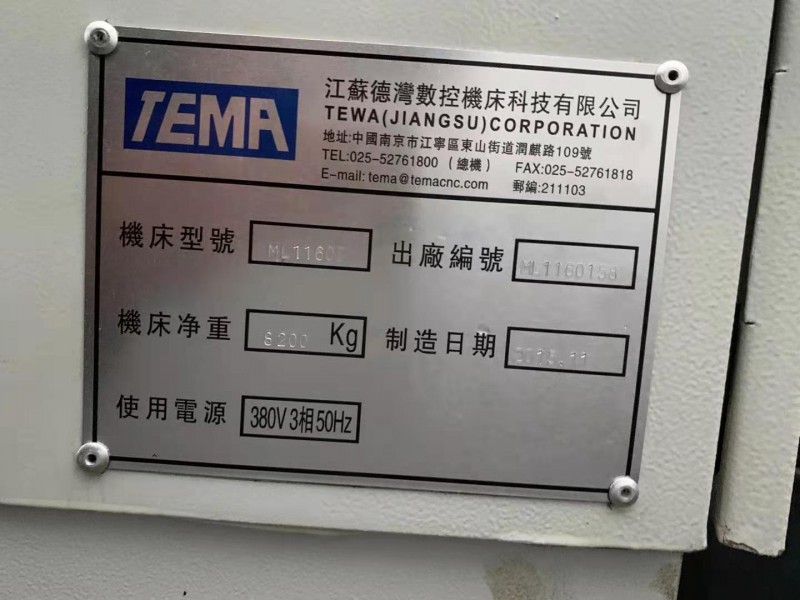 TEMA
江蘇德灣數控機床科技有限公司
TEWA(JIANGSU)CORPORATION
地址:中國南京市江寧區東山街道潤麒路109號
TEL:025-52761800 (總機) FAX:025-52761818
E-mail: tema@temacnc.com 郵編:211103
機床型號 出廠編號 ML1160158
機床净重 8200 Kg 制造日期
使用電源 380V 3相 50Hz